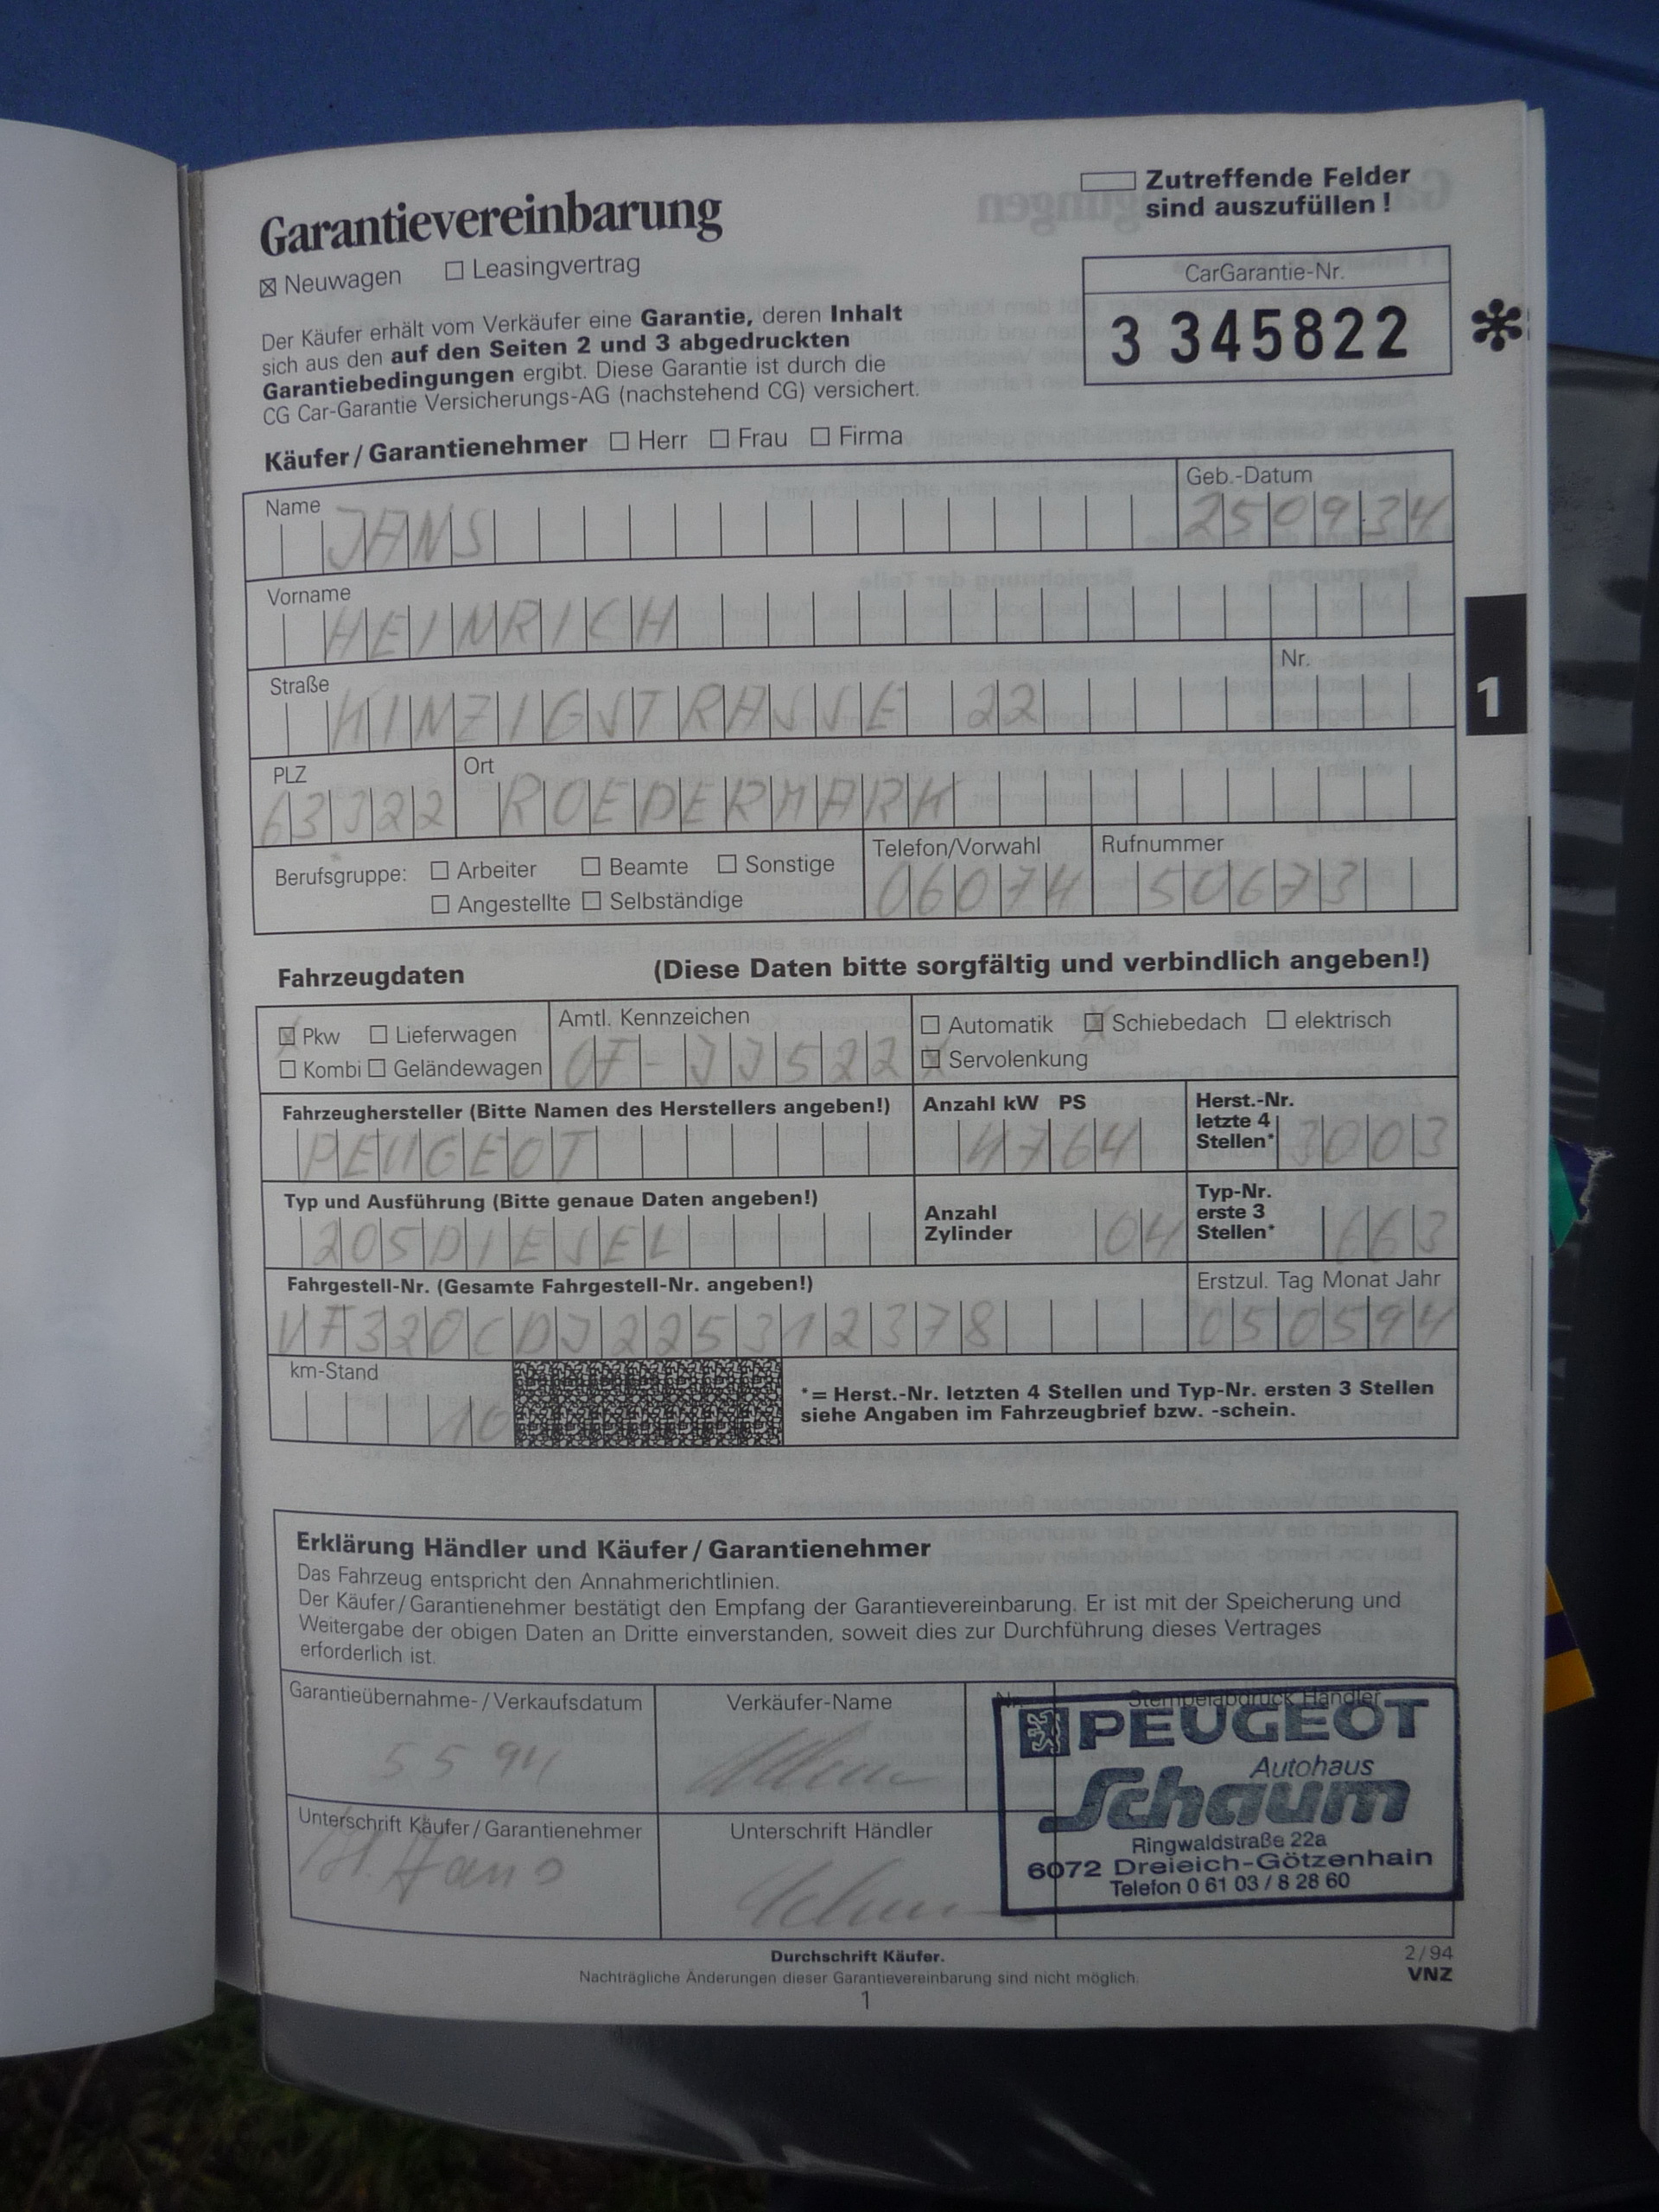 Garantievereinbarung
Zutreffende Felder
sind auszufüllen !
Neuwagen Leasingvertrag
CarGarantie-Nr.
3 345822
Der Käufer erhält vom Verkäufer eine Garantie, deren Inhalt
sich aus den auf den Seiten 2 und 3 abgedruckten
Garantiebedingungen ergibt. Diese Garantie ist durch die
CG Car-Garantie Versicherungs-AG (nachstehend CG) versichert.
Käufer/Garantienehmer Herr Frau Firma
Name Geb.-Datum
JANS 250934
Vorname
HEINRICH
Straße Nr.
KINZIGSTRASSE 22
PLZ Ort
63322 ROEDERMARK
Berufsgruppe: Arbeiter Beamte Sonstige
Angestellte Selbständige
Telefon/Vorwahl Rufnummer
06074 50673
1
Fahrzeugdaten (Diese Daten bitte sorgfältig und verbindlich angeben!)
Pkw Lieferwagen
Kombi Geländewagen
Amtl. Kennzeichen
OF-JJ522
Automatik Schiebedach elektrisch
Servolenkung
Fahrzeughersteller (Bitte Namen des Herstellers angeben!)
PEUGEOT
Anzahl kW PS
4764
Herst.-Nr.
letzte 4
Stellen*
3003
Typ und Ausführung (Bitte genaue Daten angeben!)
205DIESEL
Anzahl
Zylinder
04
Typ-Nr.
erste 3
Stellen*
663
Fahrgestell-Nr. (Gesamte Fahrgestell-Nr. angeben!)
VF320CDJ225312378
Erstzul. Tag Monat Jahr
050594
km-Stand
10
*= Herst.-Nr. letzten 4 Stellen und Typ-Nr. ersten 3 Stellen
siehe Angaben im Fahrzeugbrief bzw. -schein.
Erklärung Händler und Käufer/Garantienehmer
Das Fahrzeug entspricht den Annahmerichtlinien.
Der Käufer/Garantienehmer bestätigt den Empfang der Garantievereinbarung. Er ist mit der Speicherung und
Weitergabe der obigen Daten an Dritte einverstanden, soweit dies zur Durchführung dieses Vertrages
erforderlich ist.
Garantieübernahme-/Verkaufsdatum
5 5 94
Verkäufer-Name
Nr.
Stempelabdruck Händler
PEUGEOT
Autohaus
Schaum
Ringwaldstraße 22a
6072 Dreieich-Götzenhain
Telefon 0 61 03 / 8 28 60
Unterschrift Käufer/Garantienehmer
H. Jans
Unterschrift Händler
Durchschrift Käufer.
Nachträgliche Änderungen dieser Garantievereinbarung sind nicht möglich.
2/94
VNZ
1